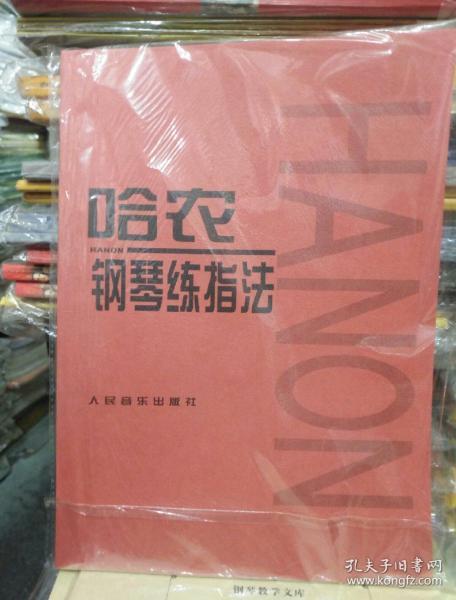 哈农
HANON
钢琴练指法
人民音乐出版社
HANON
钢琴教学文库
孔夫子旧书网
www.kongfz.com